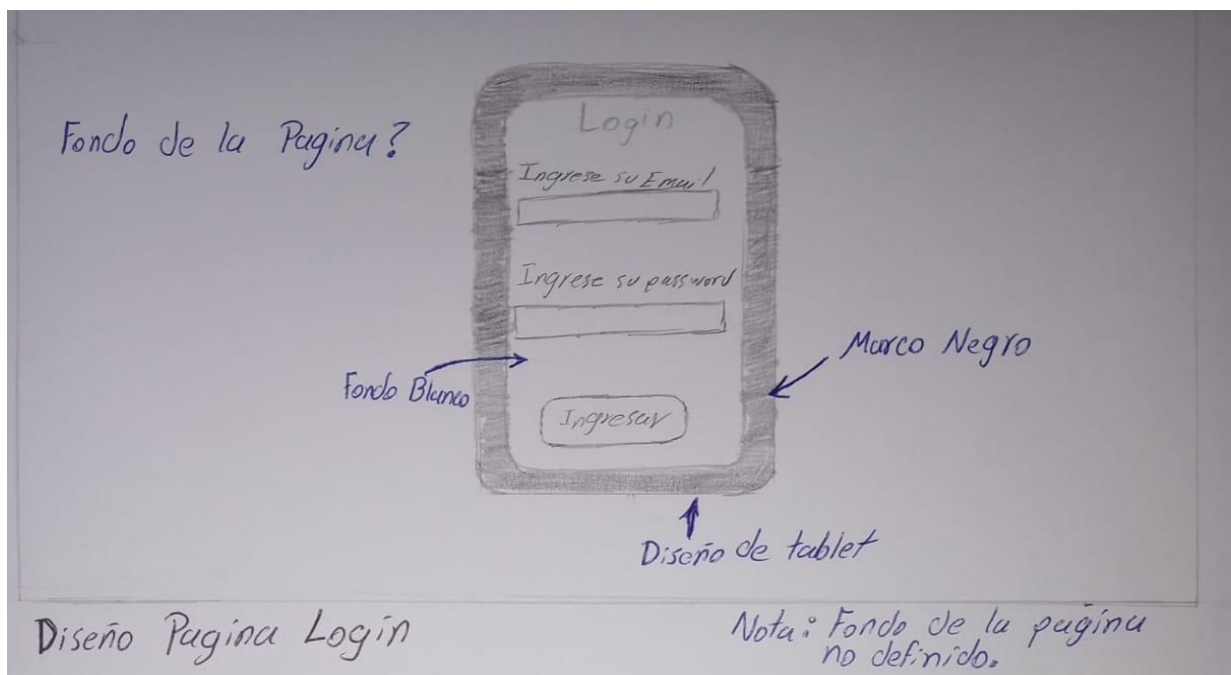 Fondo de la Pagina?
Login
Ingrese su Email
Ingrese su password
Fondo Blanco
Marco Negro
Ingresar
Diseño de tablet
Diseño Pagina Login
Nota: Fondo de la pagina
no definido.